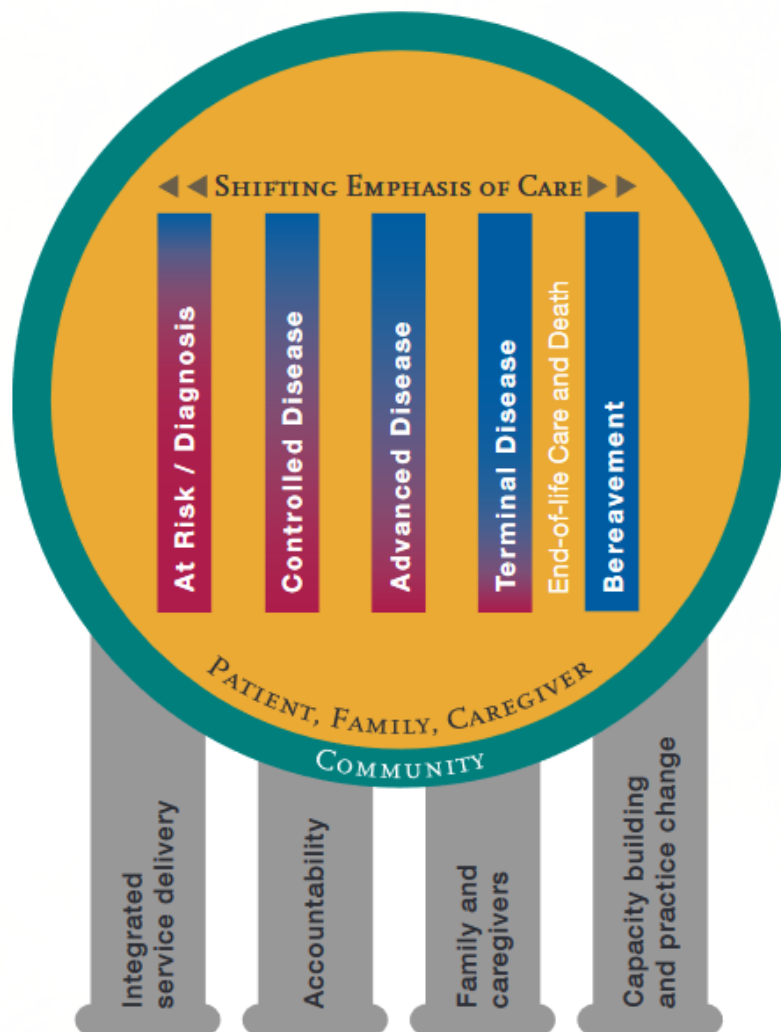 Shifting Emphasis of Care
At Risk / Diagnosis
Controlled Disease
Advanced Disease
Terminal Disease
End-of-life Care and Death
Bereavement
Patient, Family, Caregiver
Community
Integrated
service delivery
Accountability
Family and
caregivers
Capacity building
and practice change